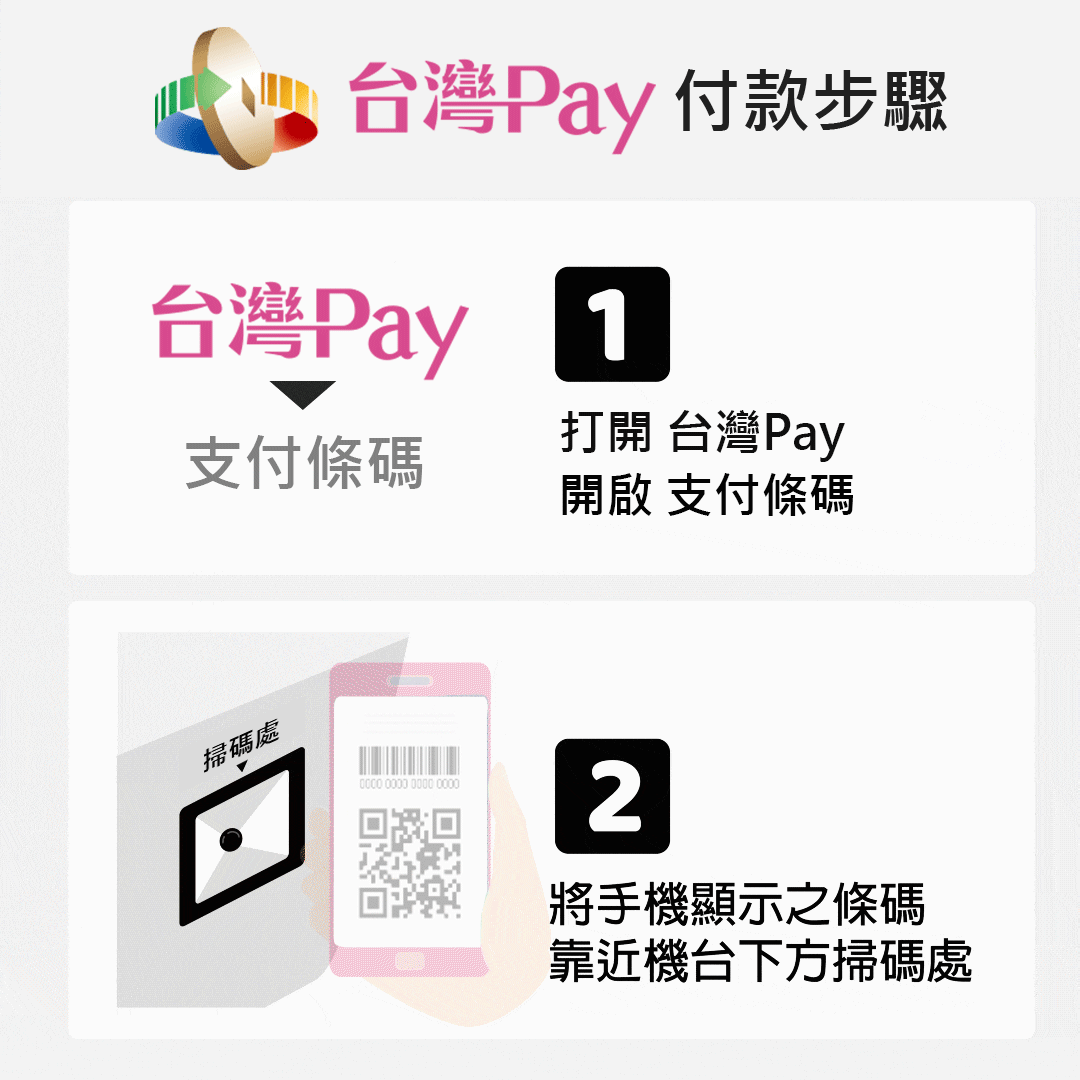 台灣Pay 付款步驟
台灣Pay
支付條碼
1
打開 台灣Pay
開啟 支付條碼
掃碼處
0000 0000 0000 0000
2
將手機顯示之條碼
靠近機台下方掃碼處